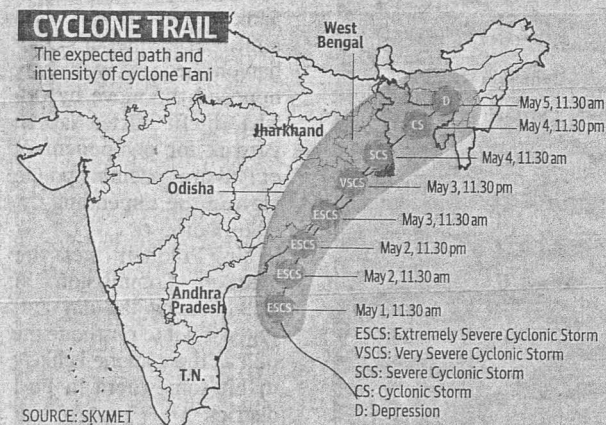 CYCLONE TRAIL
The expected path and
intensity of cyclone Fani
West
Bengal
Jharkhand
Odisha
Andhra
Pradesh
T.N.
D
CS
SCS
VSCS
ESCS
ESCS
ESCS
ESCS
May 5, 11.30 am
May 4, 11.30 pm
May 4, 11.30 am
May 3, 11.30 pm
May 3, 11.30 am
May 2, 11.30 pm
May 2, 11.30 am
May 1, 11.30 am
ESCS: Extremely Severe Cyclonic Storm
VSCS: Very Severe Cyclonic Storm
SCS: Severe Cyclonic Storm
CS: Cyclonic Storm
D: Depression
SOURCE: SKYMET